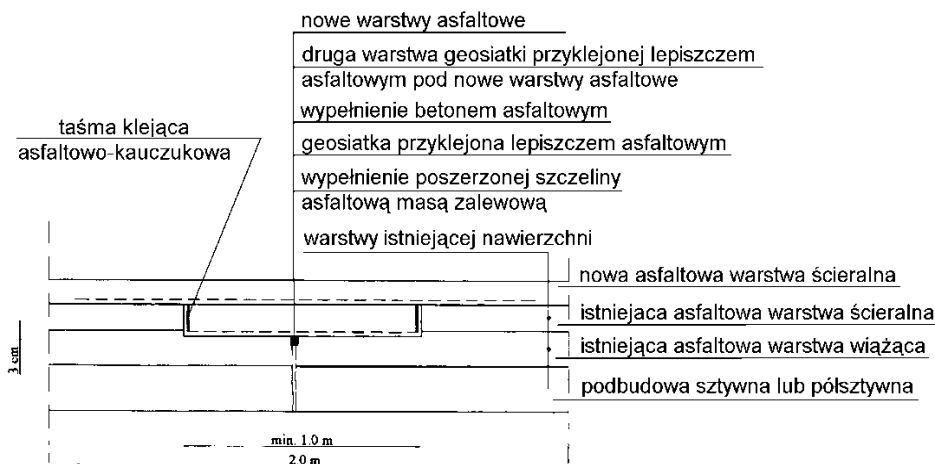 nowe warstwy asfaltowe
druga warstwa geosiatki przyklejonej lepiszczem
asfaltowym pod nowe warstwy asfaltowe
wypełnienie betonem asfaltowym
taśma klejąca
asfaltowo-kauczukowa
geosiatka przyklejona lepiszczem asfaltowym
wypełnienie poszerzonej szczeliny
asfaltową masą zalewową
warstwy istniejącej nawierzchni
nowa asfaltowa warstwa ścieralna
istniejaca asfaltowa warstwa ścieralna
istniejąca asfaltowa warstwa wiążąca
podbudowa sztywna lub półsztywna
3 cm
min. 1.0 m
2.0 m